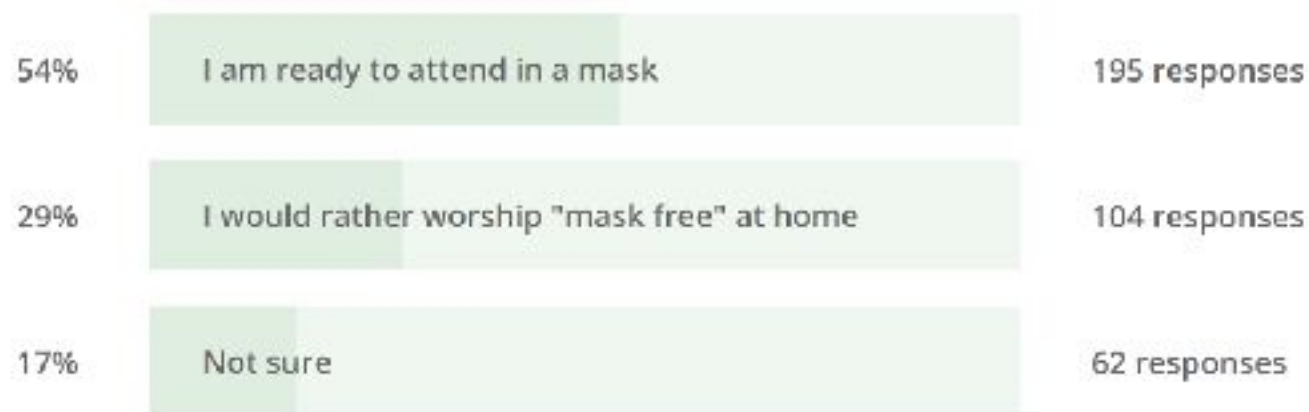 54% I am ready to attend in a mask 195 responses
29% I would rather worship "mask free" at home 104 responses
17% Not sure 62 responses